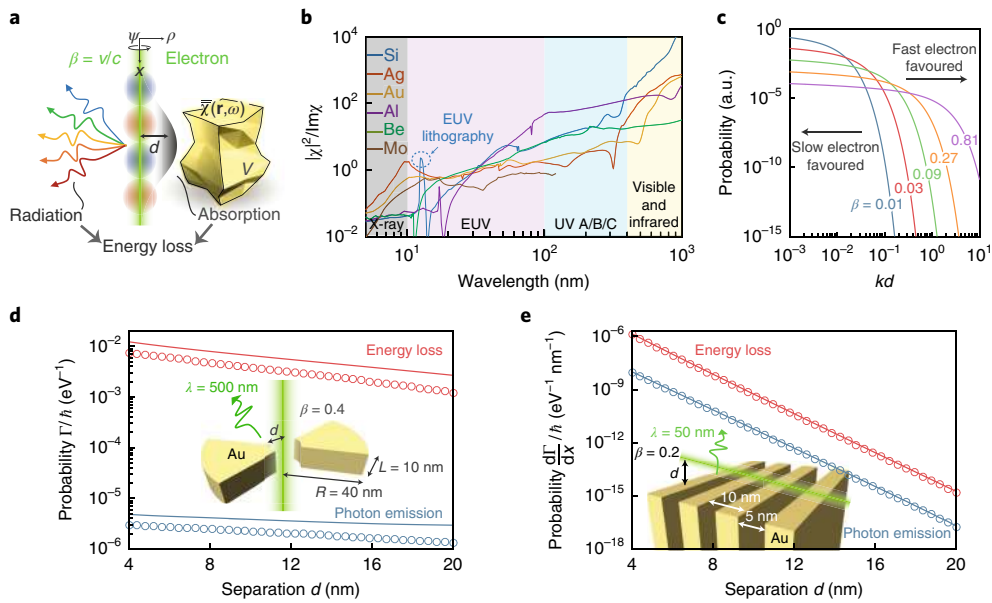 a
ψ
ρ
β = v/c
Electron
x
d
χ(r,ω)
V
Radiation
Absorption
Energy loss
b
|χ|²/Imχ
10⁴
10²
10⁰
10⁻²
Si
Ag
Au
Al
Be
Mo
EUV
lithography
X-ray
EUV
UV A/B/C
Visible
and
infrared
10¹
10²
10³
Wavelength (nm)
c
Probability (a.u.)
10⁰
10⁻⁵
10⁻¹⁰
10⁻¹⁵
Fast electron
favoured
Slow electron
favoured
0.81
0.27
0.09
0.03
β = 0.01
10⁻³
10⁻²
10⁻¹
10⁰
10¹
kd
d
Probability Γ/ħ (eV⁻¹)
10⁻²
10⁻³
10⁻⁴
10⁻⁵
10⁻⁶
Energy loss
λ = 500 nm
β = 0.4
d
Au
L = 10 nm
R = 40 nm
Photon emission
4 8 12 16 20
Separation d (nm)
e
Probability dΓ/dx /ħ (eV⁻¹ nm⁻¹)
10⁻⁶
10⁻⁹
10⁻¹²
10⁻¹⁵
10⁻¹⁸
Energy loss
λ = 50 nm
β = 0.2
d
10 nm
5 nm
Au
Photon emission
4 8 12 16 20
Separation d (nm)